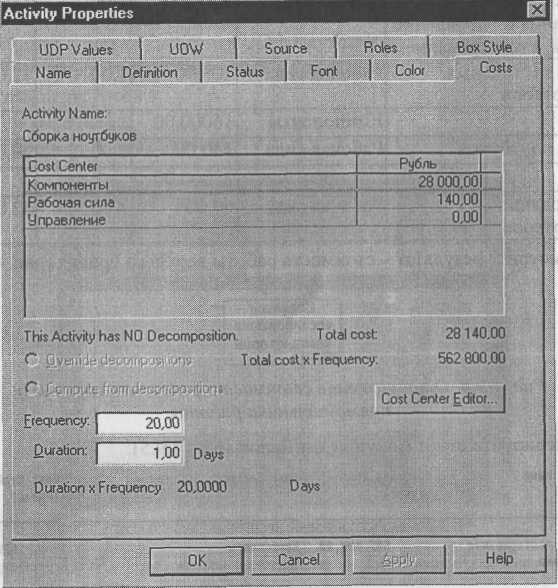 Activity Properties
UDP Values UOW Source Roles Box Style
Name Definition Status Font Color Costs
Activity Name:
Сборка ноутбуков
Cost Center Рубль
Компоненты 28 000,00
Рабочая сила 140,00
Управление 0,00
This Activity has NO Decomposition. Total cost: 28 140,00
Override decompositions Total cost x Frequency: 562 800,00
Compute from decompositions
Cost Center Editor...
Frequency: 20,00
Duration: 1,00 Days
Duration x Frequency 20,0000 Days
OK Cancel Apply Help